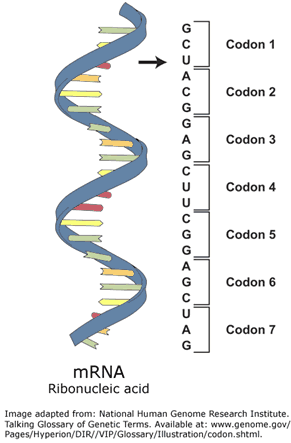 G
C Codon 1
U
A
C Codon 2
G
G
A Codon 3
G
C
U Codon 4
U
C
G Codon 5
G
A
G Codon 6
C
U
A Codon 7
G
mRNA
Ribonucleic acid
Image adapted from: National Human Genome Research Institute.
Talking Glossary of Genetic Terms. Available at: www.genome.gov/
Pages/Hyperion/DIR//VIP/Glossary/Illustration/codon.shtml.